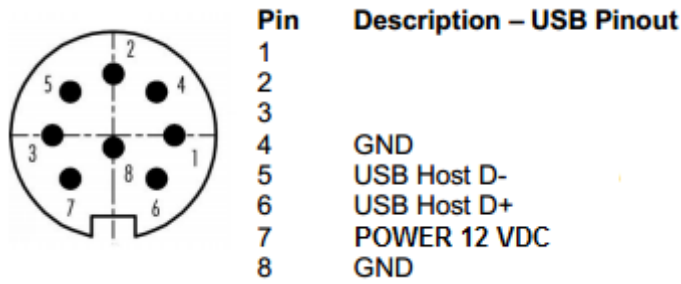 Pin Description – USB Pinout
1
2
3
4 GND
5 USB Host D-
6 USB Host D+
7 POWER 12 VDC
8 GND
2
5 4
3 1
8
7 6